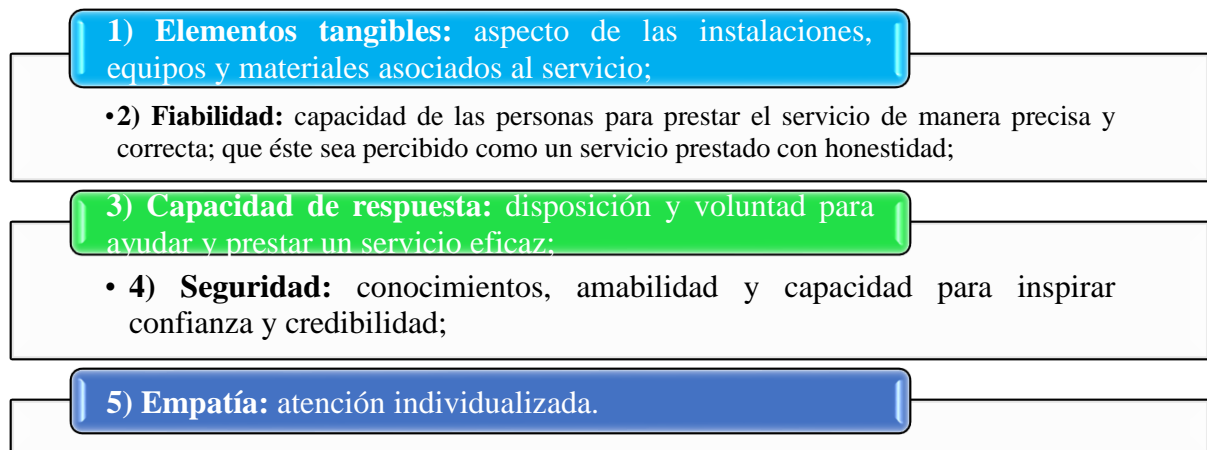 1) Elementos tangibles: aspecto de las instalaciones,
equipos y materiales asociados al servicio;
•2) Fiabilidad: capacidad de las personas para prestar el servicio de manera precisa y
correcta; que éste sea percibido como un servicio prestado con honestidad;
3) Capacidad de respuesta: disposición y voluntad para
ayudar y prestar un servicio eficaz;
• 4) Seguridad: conocimientos, amabilidad y capacidad para inspirar
confianza y credibilidad;
5) Empatía: atención individualizada.